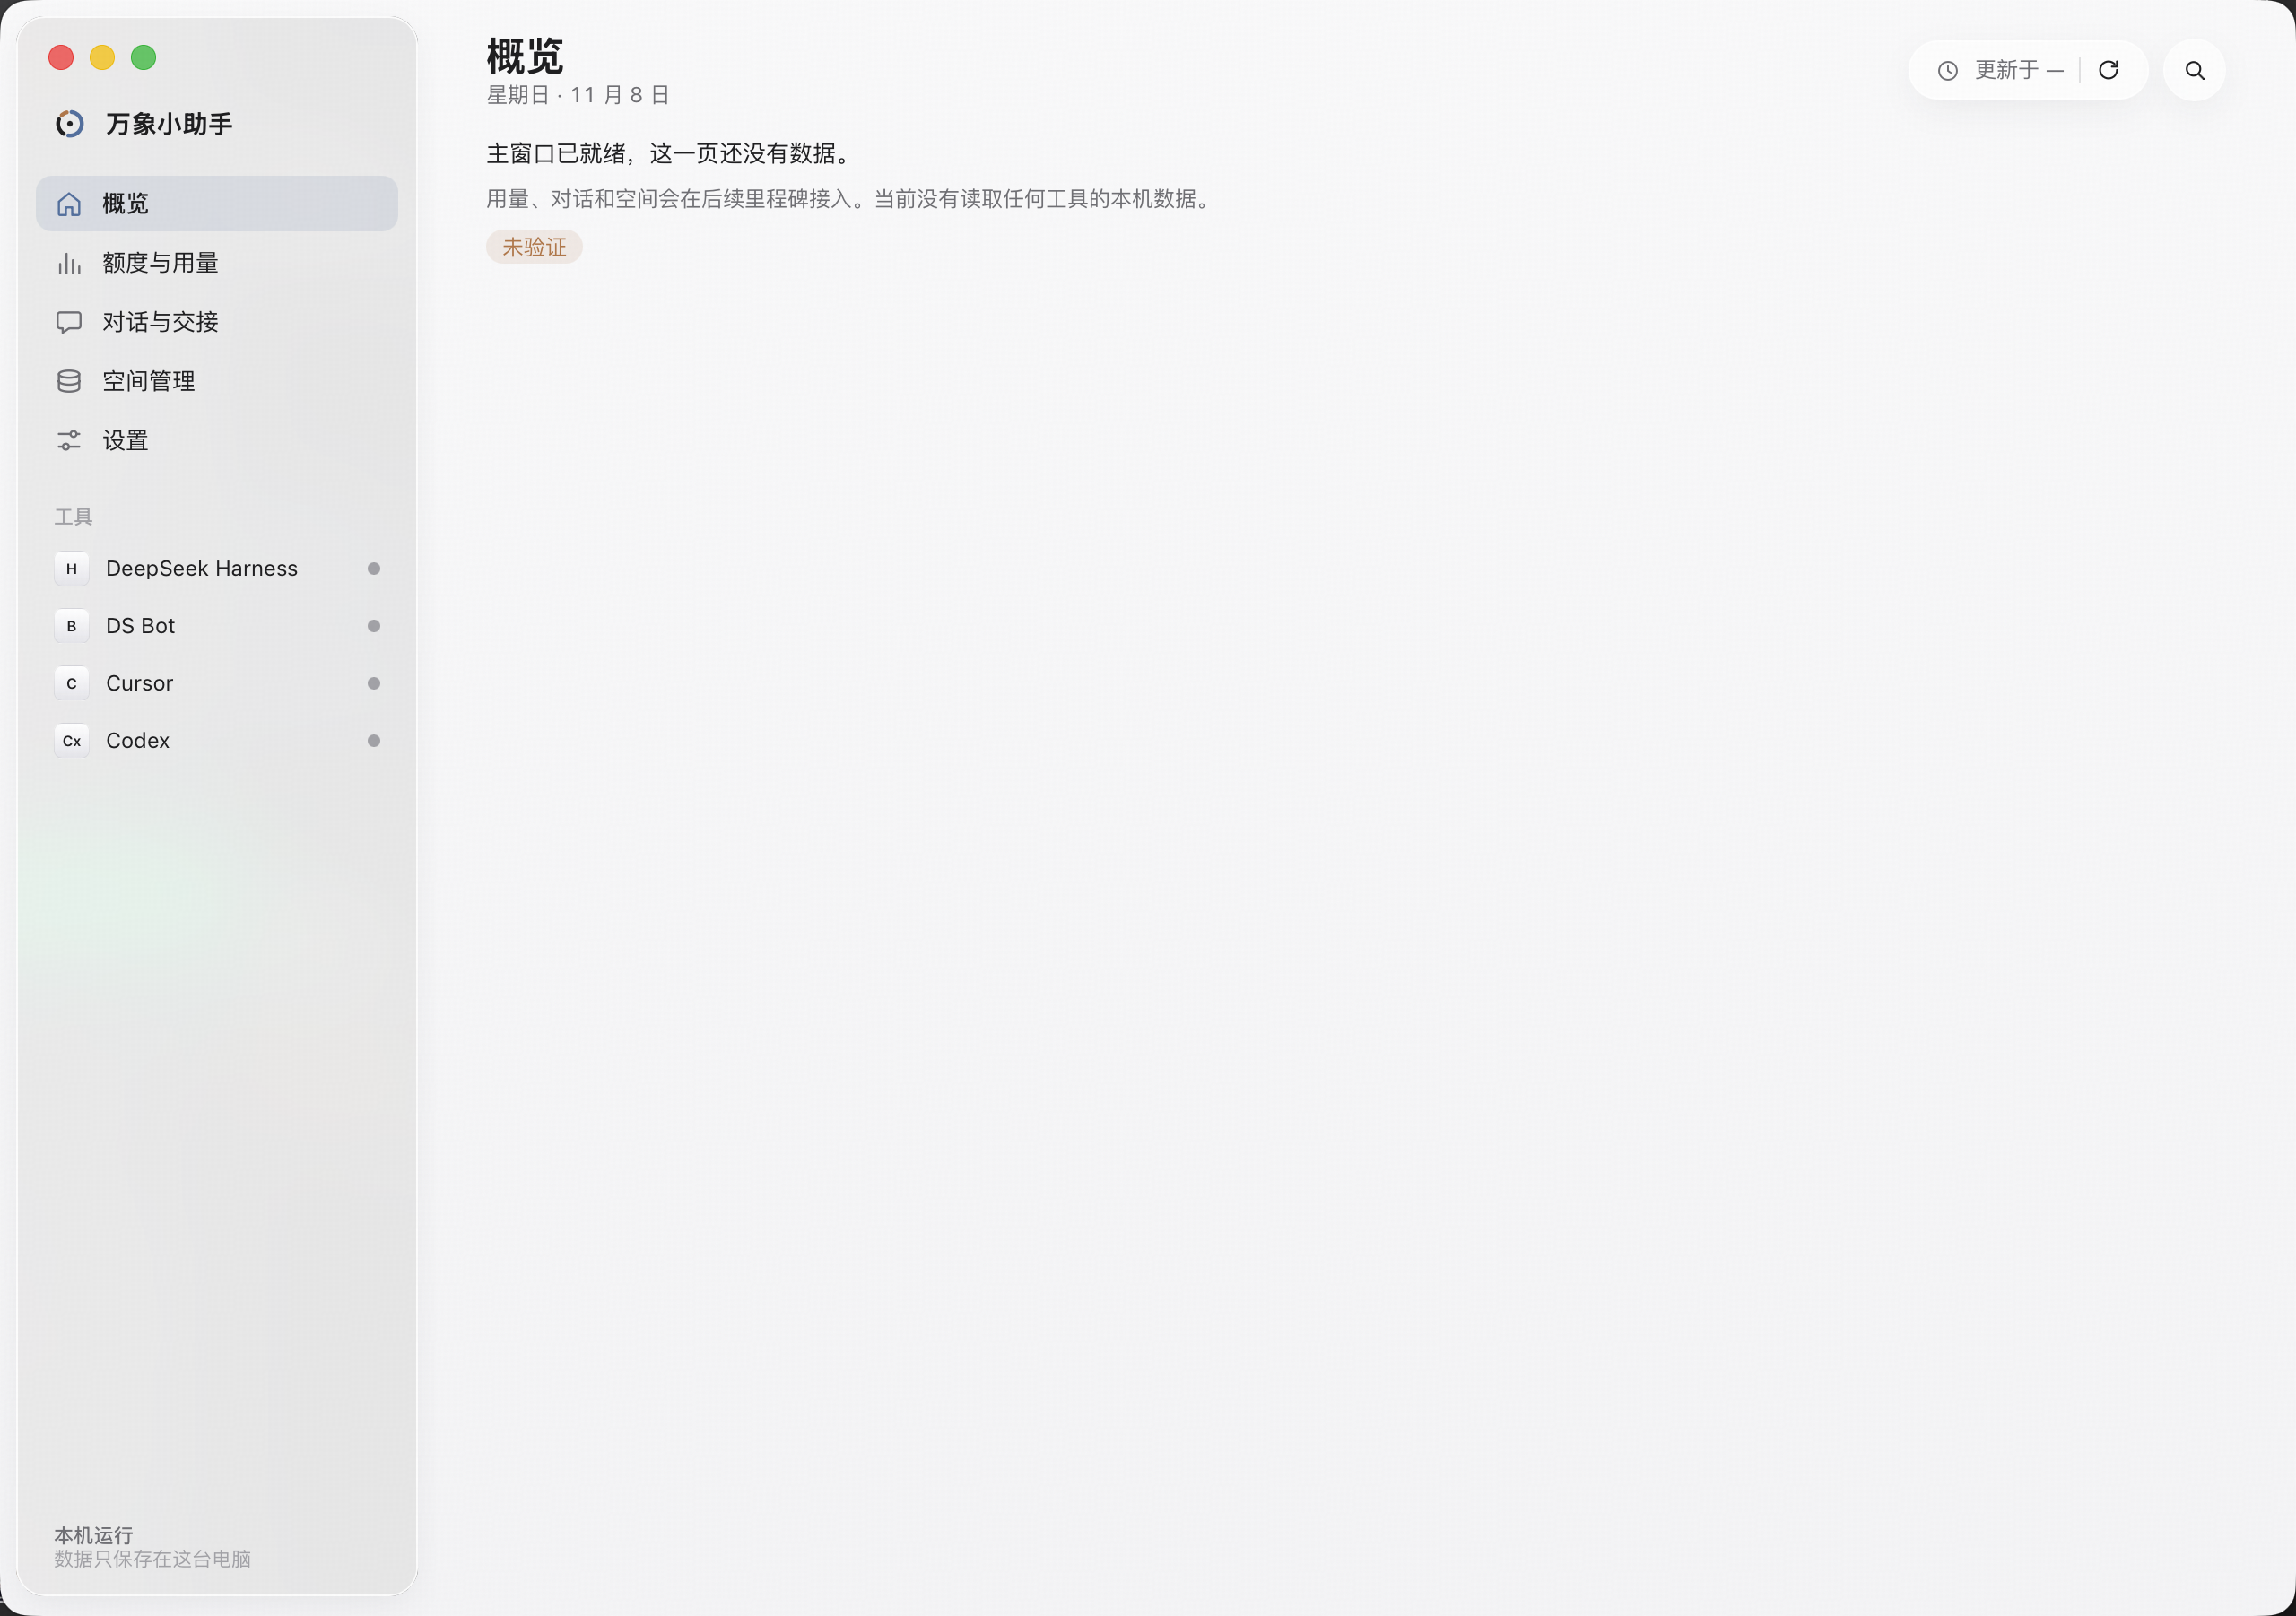 万象小助手
概览
额度与用量
对话与交接
空间管理
设置
工具
H DeepSeek Harness
B DS Bot
C Cursor
Cx Codex
本机运行
数据只保存在这台电脑
概览
星期日 · 11 月 8 日
更新于 —
主窗口已就绪，这一页还没有数据。
用量、对话和空间会在后续里程碑接入。当前没有读取任何工具的本机数据。
未验证